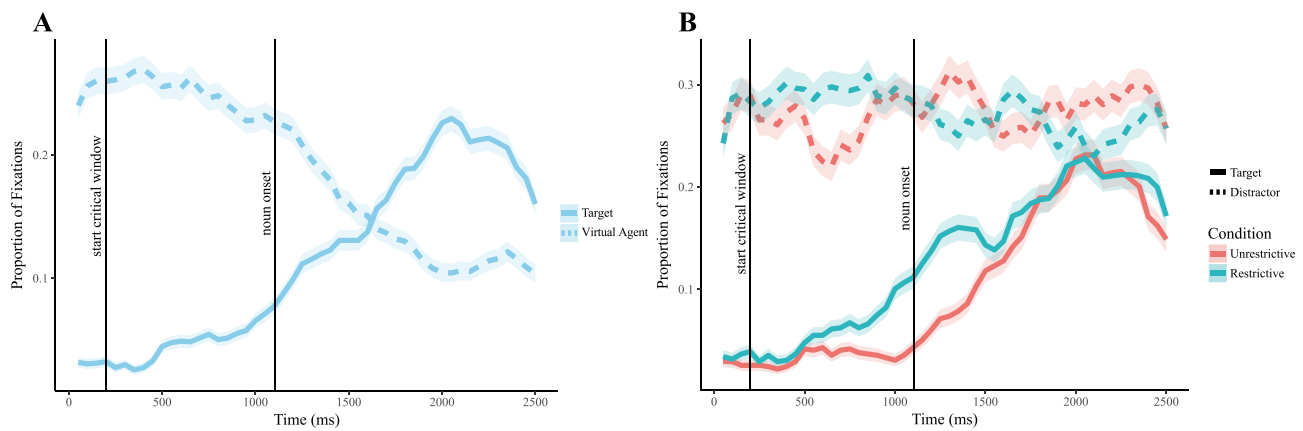 A
Proportion of Fixations
0.2
0.1
start critical window
noun onset
Target
Virtual Agent
0
500
1000
1500
2000
2500
Time (ms)
B
Proportion of Fixations
0.3
0.2
0.1
start critical window
noun onset
Target
Distractor
Condition
Unrestrictive
Restrictive
0
500
1000
1500
2000
2500
Time (ms)